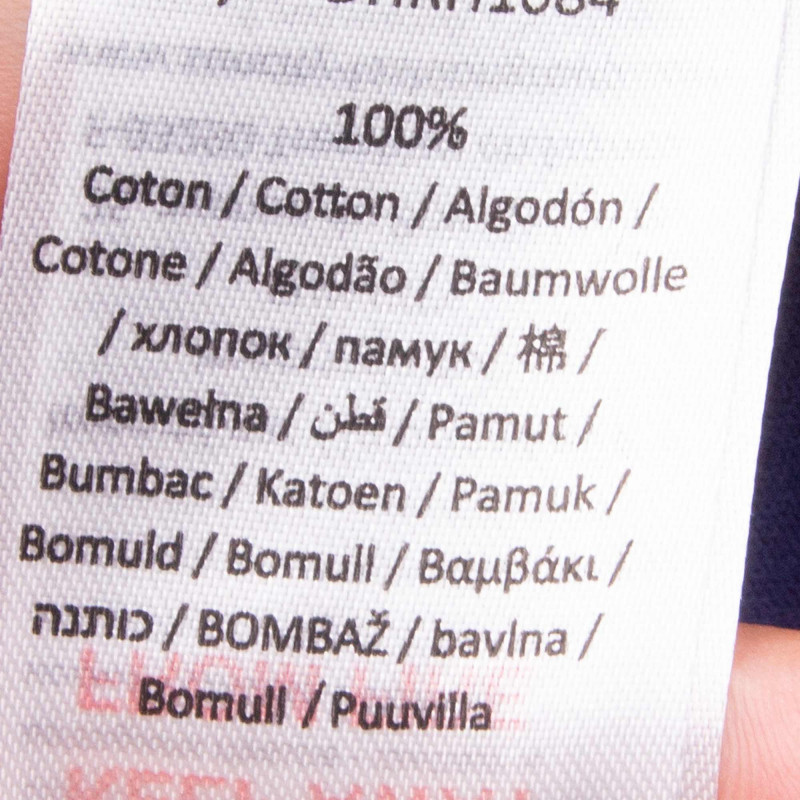 100%
Coton / Cotton / Algodón /
Cotone / Algodão / Baumwolle
/ хлопок / памук / 棉 /
Bawełna / قطن / Pamut /
Bumbac / Katoen / Pamuk /
Bomuld / Bomull / Βαμβάκι /
כותנה / BOMBAŽ / bavlna /
Bomull / Puuvilla